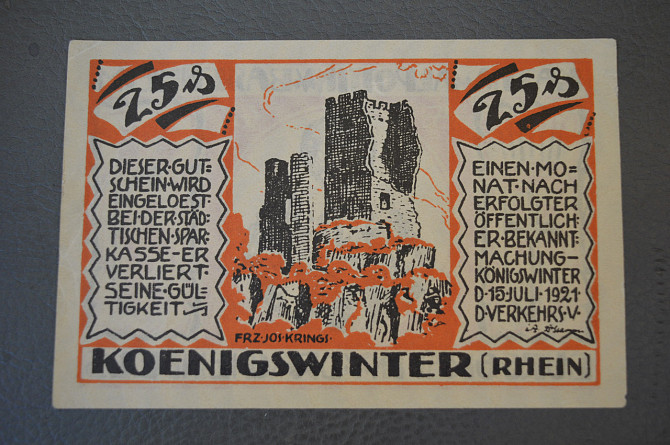 25 ₰
25 ₰
DIESER·GUT=
SCHEIN·WIRD
EINGELOEST·
BEI·DER·STÄD=
TISCHEN·SPAR=
KASSE–ER
VERLIERT·
SEINE·GÜL=
TIGKEIT·
EINEN·MO=
NAT·NACH
ERFOLGTER
ÖFFENTLICH=
ER·BEKANNT=
MACHUNG–
KÖNIGSWINTER
D·15·JULI·1921
D·VERKEHRS·V·
FRZ·JOS·KRINGS·
KOENIGSWINTER (RHEIN)